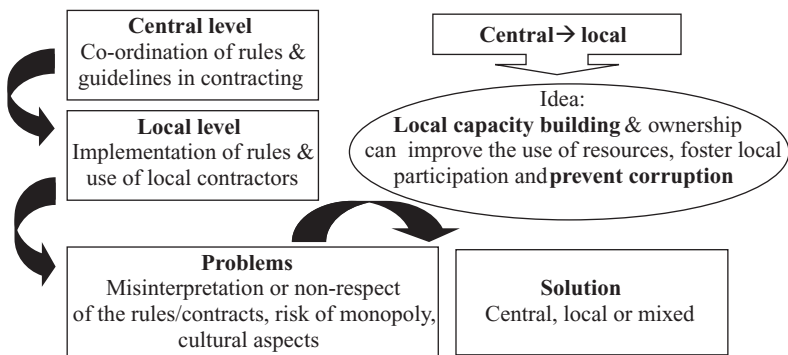 Central level
Co-ordination of rules &
guidelines in contracting
Local level
Implementation of rules &
use of local contractors
Problems
Misinterpretation or non-respect
of the rules/contracts, risk of monopoly,
cultural aspects
Central→ local
Idea:
Local capacity building & ownership
can improve the use of resources, foster local
participation and prevent corruption
Solution
Central, local or mixed